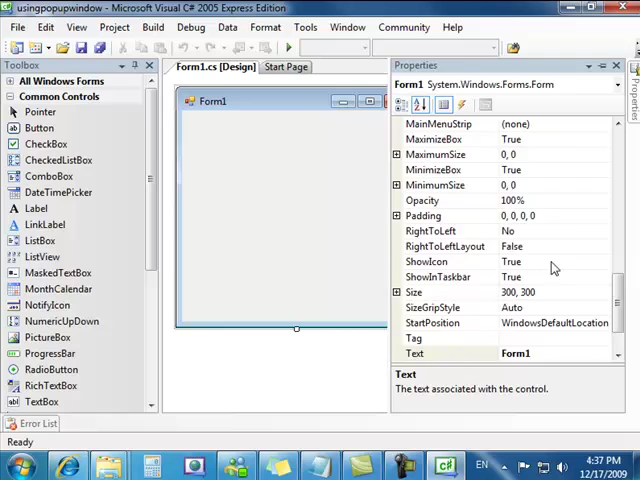 usingpopupwindow - Microsoft Visual C# 2005 Express Edition
File Edit View Project Build Debug Data Format Tools Window Community Help
Toolbox
All Windows Forms
Common Controls
Pointer
Button
CheckBox
CheckedListBox
ComboBox
DateTimePicker
Label
LinkLabel
ListBox
ListView
MaskedTextBox
MonthCalendar
NotifyIcon
NumericUpDown
PictureBox
ProgressBar
RadioButton
RichTextBox
TextBox
Form1.cs [Design] Start Page
Form1
Properties
Form1 System.Windows.Forms.Form
MainMenuStrip (none)
MaximizeBox True
MaximumSize 0, 0
MinimizeBox True
MinimumSize 0, 0
Opacity 100%
Padding 0, 0, 0, 0
RightToLeft No
RightToLeftLayout False
ShowIcon True
ShowInTaskbar True
Size 300, 300
SizeGripStyle Auto
StartPosition WindowsDefaultLocation
Tag
Text Form1
Text
The text associated with the control.
Properties
Error List
Ready
EN
4:37 PM
12/17/2009